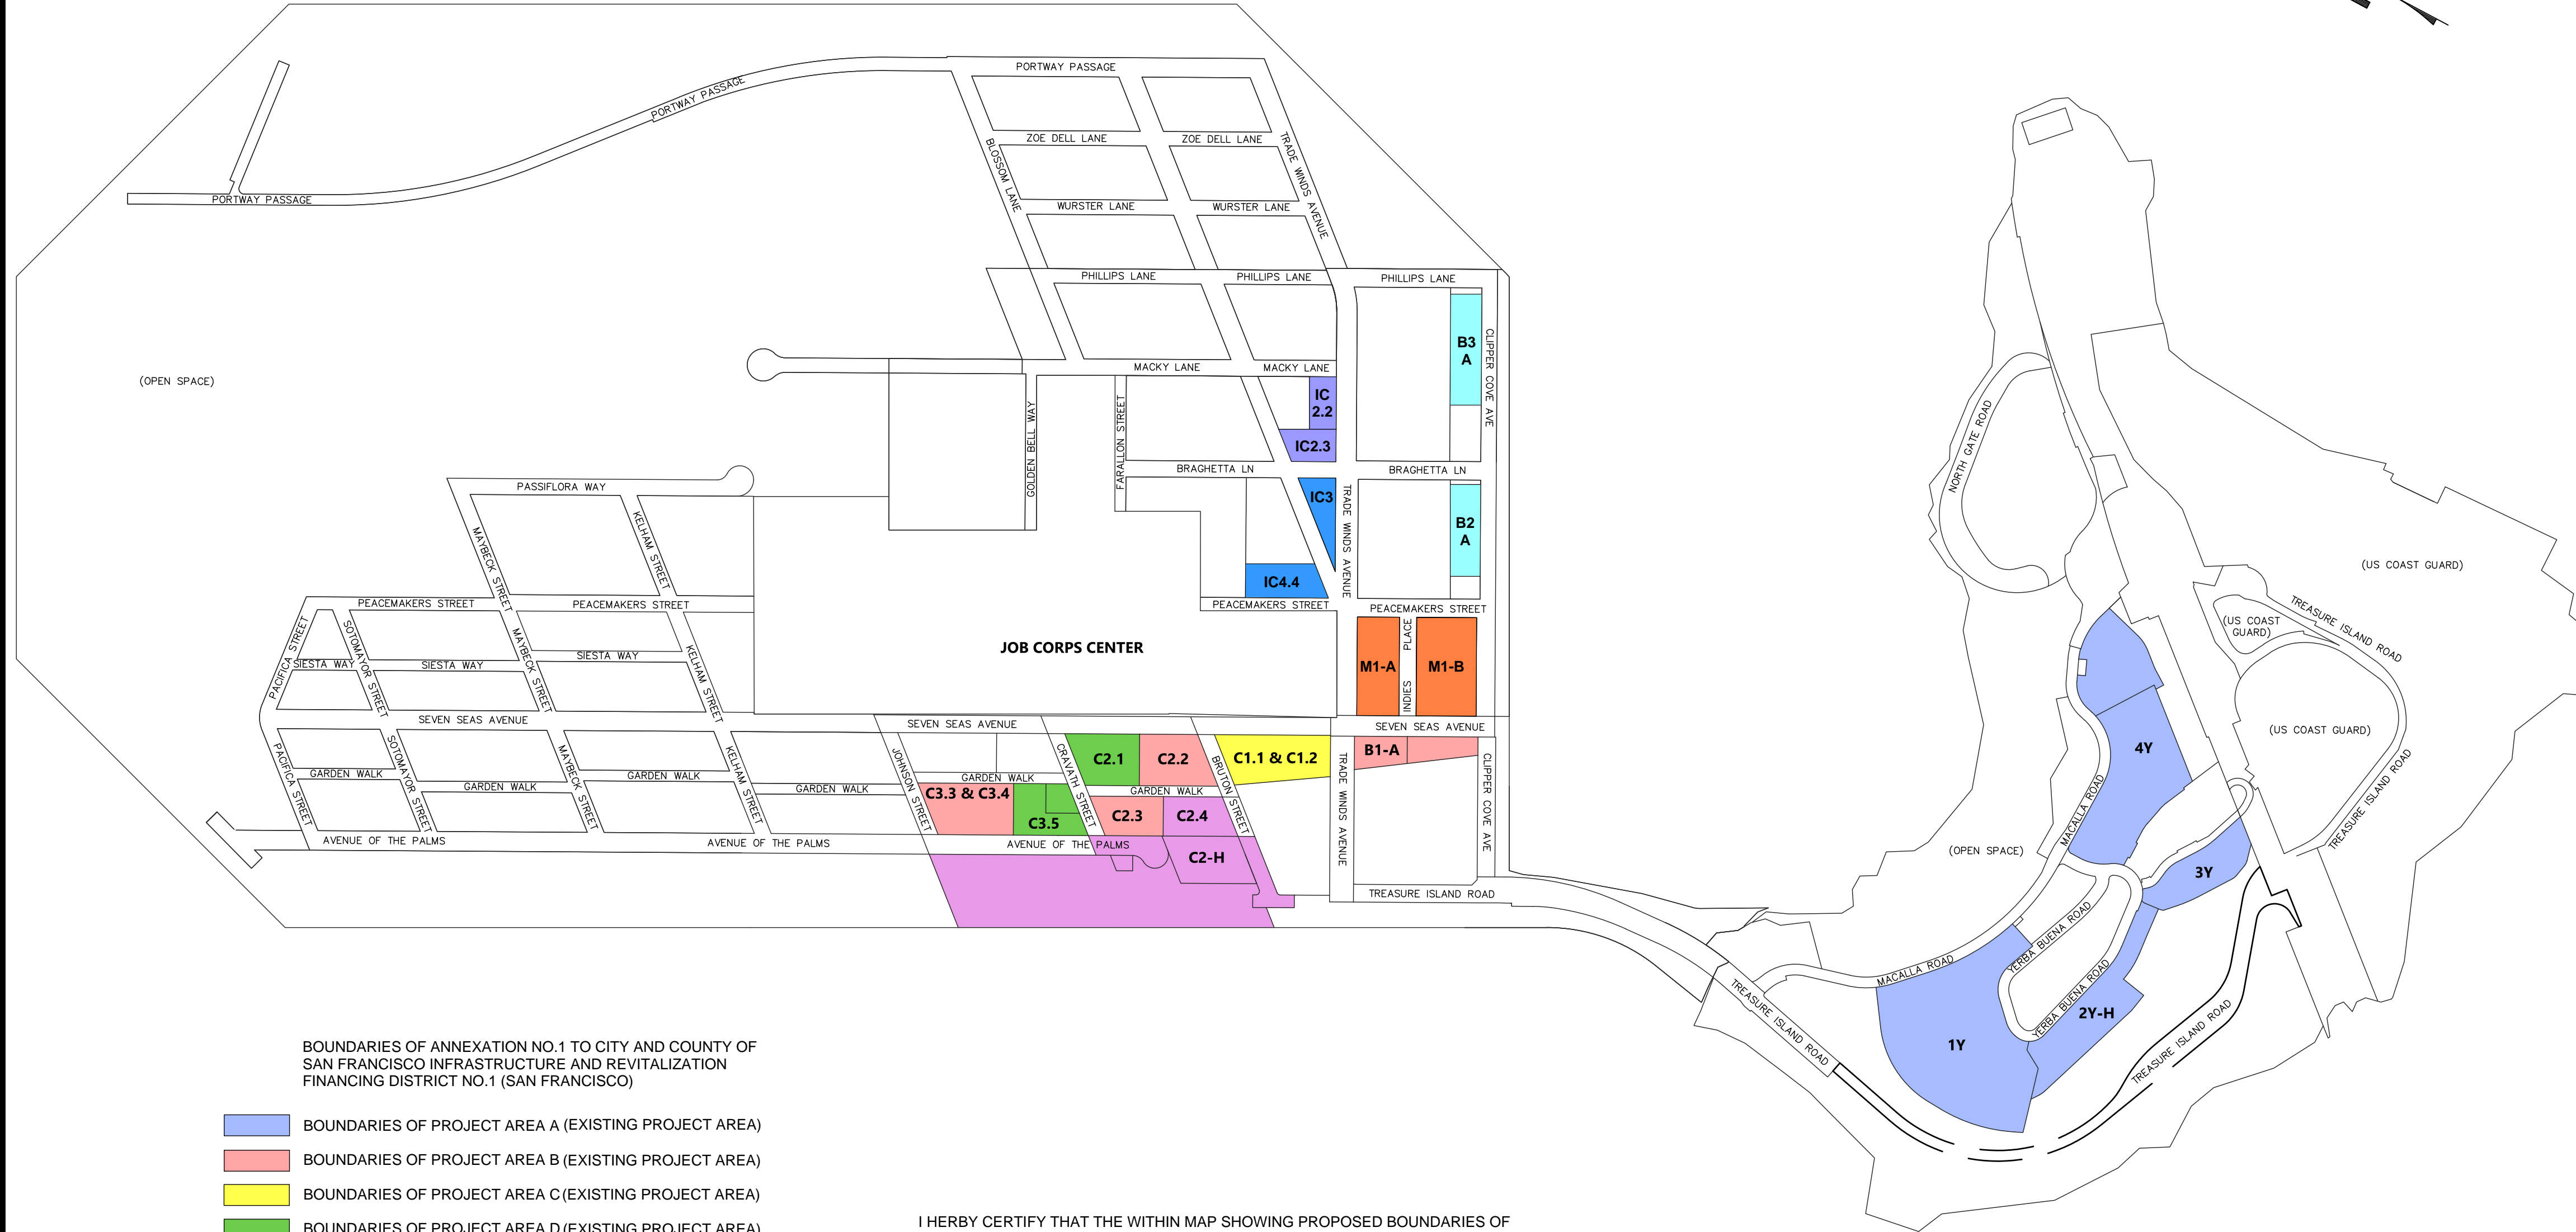 PORTWAY PASSAGE
PORTWAY PASSAGE
PORTWAY PASSAGE
ZOE DELL LANE
ZOE DELL LANE
BLOSSOM LANE
TRADE WINDS AVENUE
WURSTER LANE
WURSTER LANE
PHILLIPS LANE
PHILLIPS LANE
PHILLIPS LANE
(OPEN SPACE)
MACKY LANE
MACKY LANE
B3
A
CLIPPER COVE AVE
IC
2.2
IC2.3
GOLDEN BELL WAY
FARALLON STREET
BRAGHETTA LN
BRAGHETTA LN
NORTH GATE ROAD
PASSIFLORA WAY
IC3
TRADE WINDS AVENUE
B2
A
MAYBECK STREET
KELHAM STREET
IC4.4
(US COAST GUARD)
PEACEMAKERS STREET
PEACEMAKERS STREET
PEACEMAKERS STREET
PEACEMAKERS STREET
TREASURE ISLAND ROAD
(US COAST
GUARD)
PACIFICA STREET
SOTOMAYOR STREET
MAYBECK STREET
KELHAM STREET
SIESTA WAY
SIESTA WAY
SIESTA WAY
JOB CORPS CENTER
M1-A
INDIES PLACE
M1-B
SEVEN SEAS AVENUE
SEVEN SEAS AVENUE
SEVEN SEAS AVENUE
(US COAST GUARD)
4Y
PACIFICA STREET
SOTOMAYOR STREET
MAYBECK STREET
KELHAM STREET
JOHNSON STREET
CRAVATH STREET
BRUTON STREET
C2.1
C2.2
C1.1 & C1.2
B1-A
TRADE WINDS AVENUE
CLIPPER COVE AVE
GARDEN WALK
GARDEN WALK
GARDEN WALK
GARDEN WALK
GARDEN WALK
GARDEN WALK
C3.3 & C3.4
C3.5
C2.3
C2.4
MACALLA ROAD
TREASURE ISLAND ROAD
AVENUE OF THE PALMS
AVENUE OF THE PALMS
AVENUE OF THE PALMS
C2-H
(OPEN SPACE)
3Y
TREASURE ISLAND ROAD
YERBA BUENA ROAD
MACALLA ROAD
YERBA BUENA ROAD
TREASURE ISLAND ROAD
2Y-H
1Y
TREASURE ISLAND ROAD
BOUNDARIES OF ANNEXATION NO.1 TO CITY AND COUNTY OF
SAN FRANCISCO INFRASTRUCTURE AND REVITALIZATION
FINANCING DISTRICT NO.1 (SAN FRANCISCO)
BOUNDARIES OF PROJECT AREA A (EXISTING PROJECT AREA)
BOUNDARIES OF PROJECT AREA B (EXISTING PROJECT AREA)
BOUNDARIES OF PROJECT AREA C (EXISTING PROJECT AREA)
BOUNDARIES OF PROJECT AREA D (EXISTING PROJECT AREA)
I HERBY CERTIFY THAT THE WITHIN MAP SHOWING PROPOSED BOUNDARIES OF